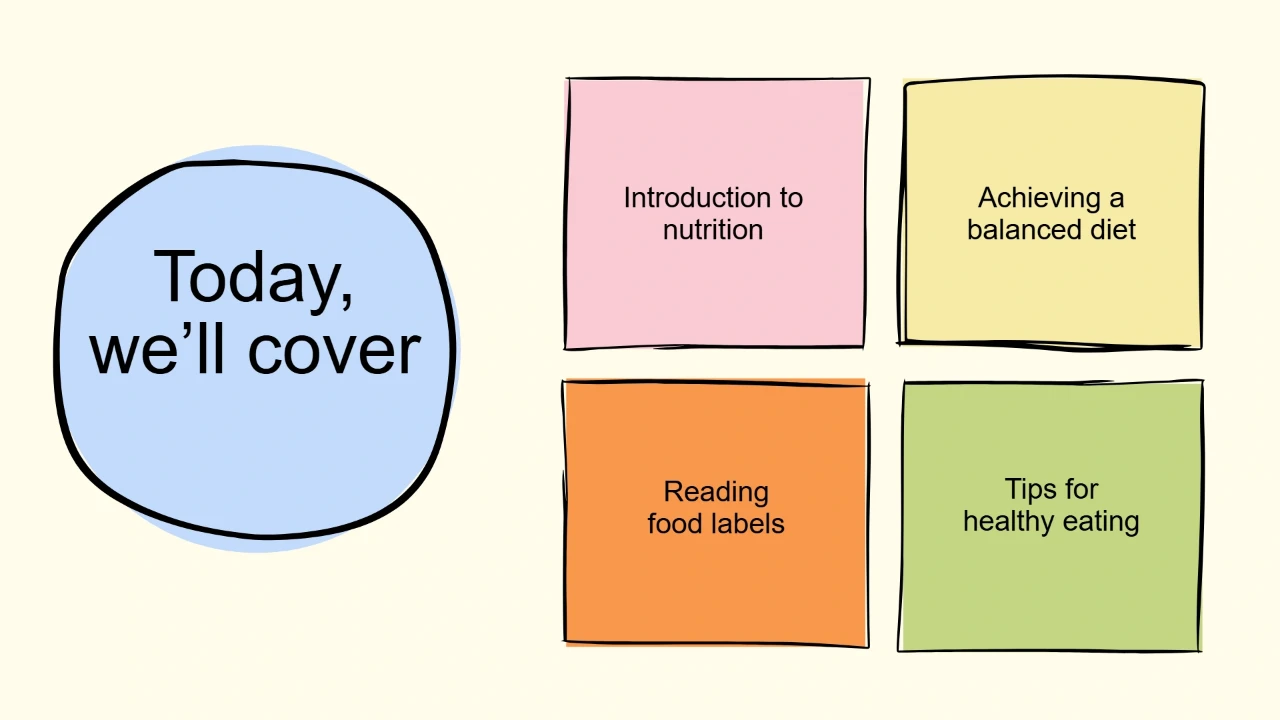 Today,
we’ll cover
Introduction to
nutrition
Achieving a
balanced diet
Reading
food labels
Tips for
healthy eating